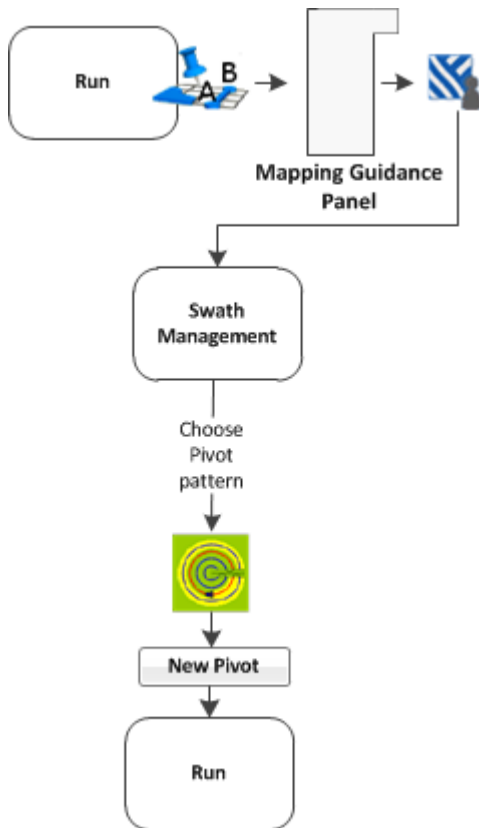 Run
A
B
Mapping Guidance
Panel
Swath
Management
Choose
Pivot
pattern
New Pivot
Run